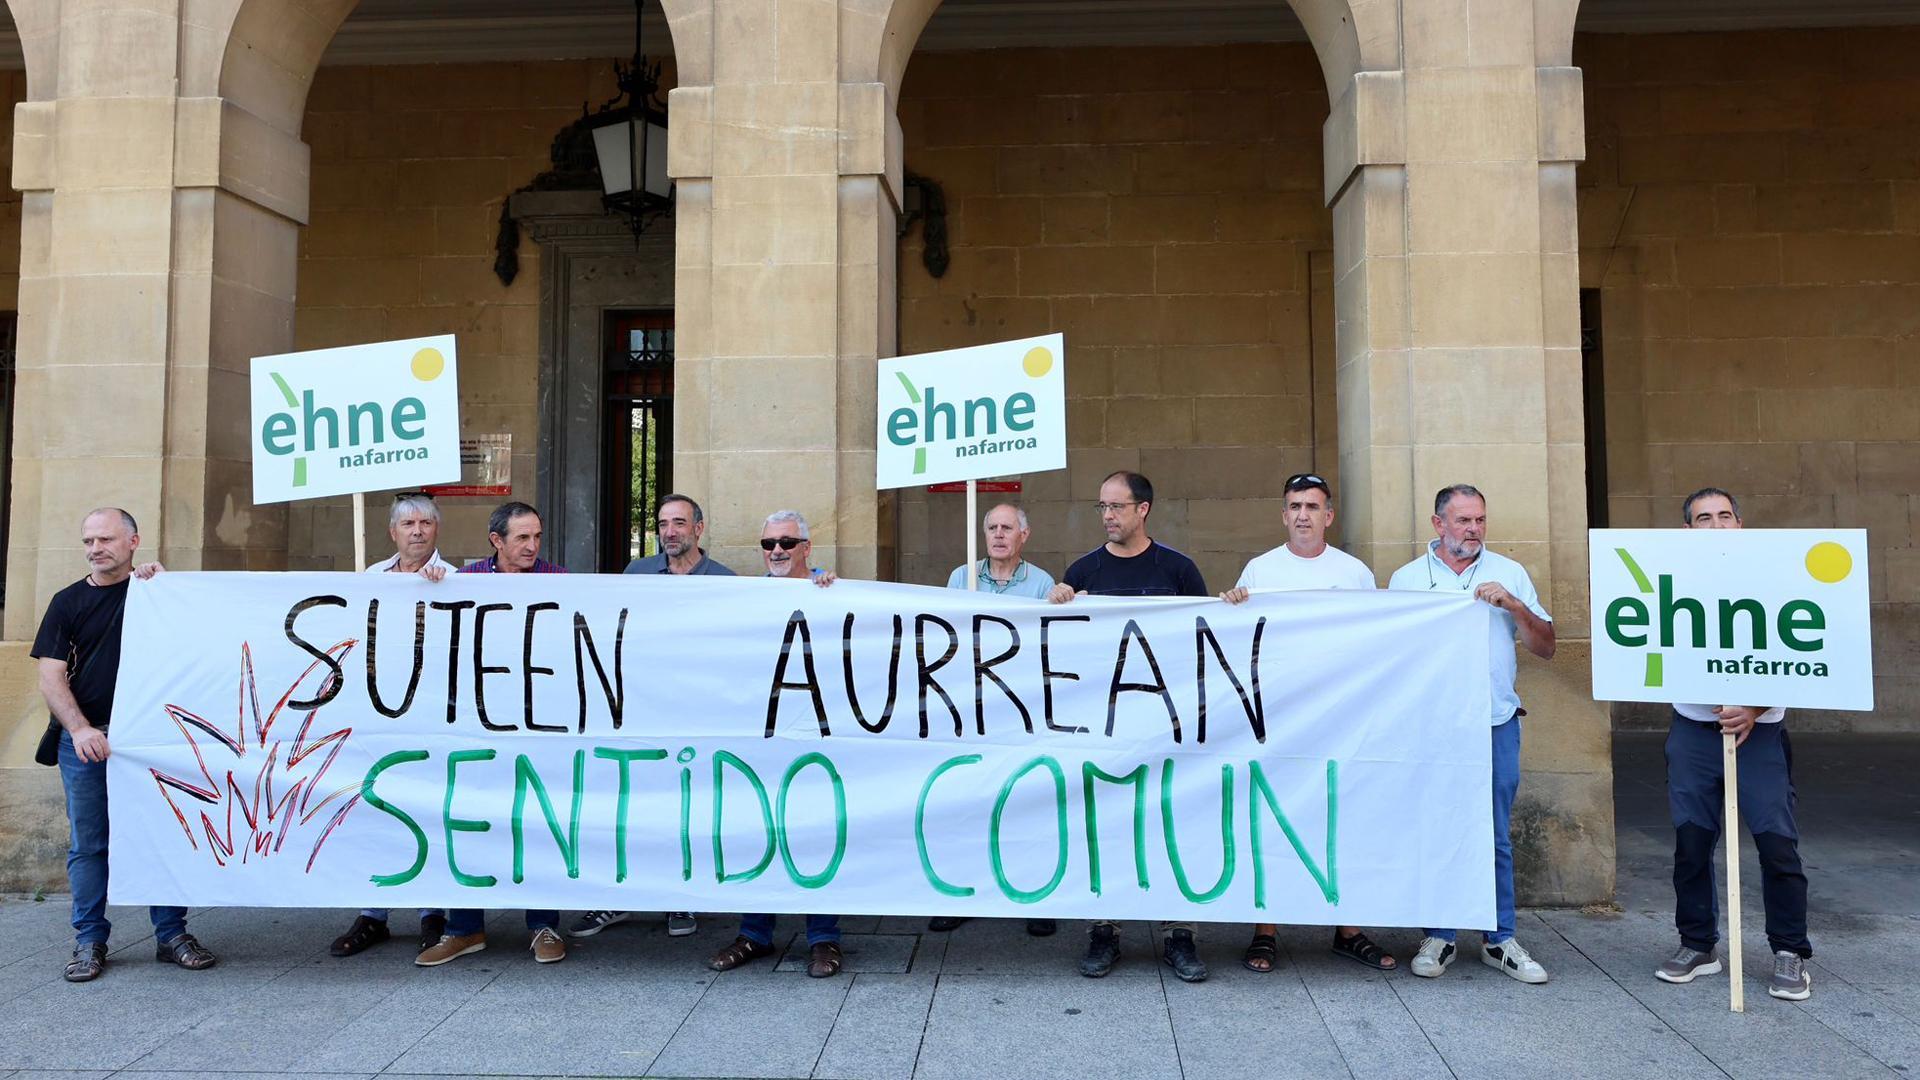 ehne
nafarroa
ehne
nafarroa
SUTEEN AURREAN
SENTiDO COMUN
ehne
nafarroa